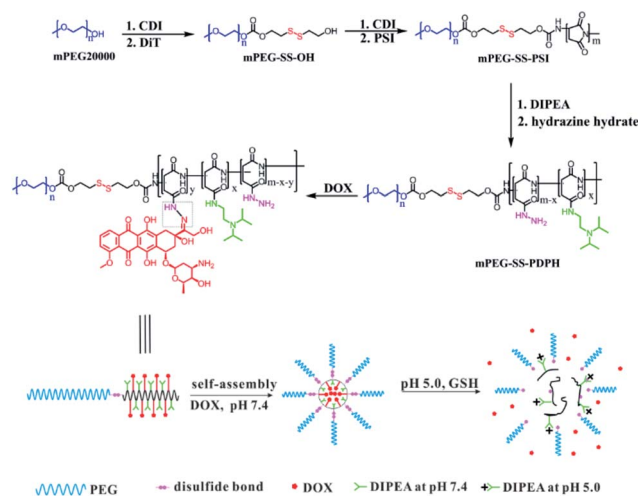 mPEG20000
1. CDI
2. DiT
mPEG-SS-OH
1. CDI
2. PSI
mPEG-SS-PSI
1. DIPEA
2. hydrazine hydrate
DOX
mPEG-SS-PDPH
self-assembly
DOX, pH 7.4
pH 5.0, GSH
PEG
disulfide bond
DOX
DIPEA at pH 7.4
DIPEA at pH 5.0